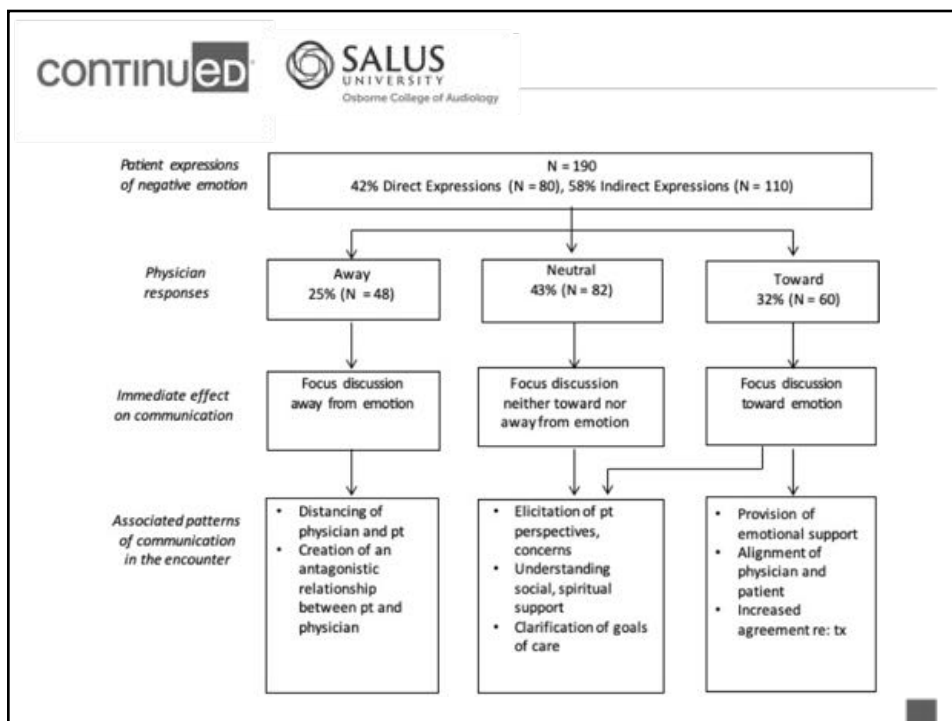 continued
SALUS
UNIVERSITY
Osborne College of Audiology
Patient expressions
of negative emotion
N = 190
42% Direct Expressions (N = 80), 58% Indirect Expressions (N = 110)
Physician
responses
Away
25% (N = 48)
Neutral
43% (N = 82)
Toward
32% (N = 60)
Immediate effect
on communication
Focus discussion
away from emotion
Focus discussion
neither toward nor
away from emotion
Focus discussion
toward emotion
Associated patterns
of communication
in the encounter
• Distancing of
physician and pt
• Creation of an
antagonistic
relationship
between pt and
physician
• Elicitation of pt
perspectives,
concerns
• Understanding
social, spiritual
support
• Clarification of goals
of care
• Provision of
emotional support
• Alignment of
physician and
patient
• Increased
agreement re: tx